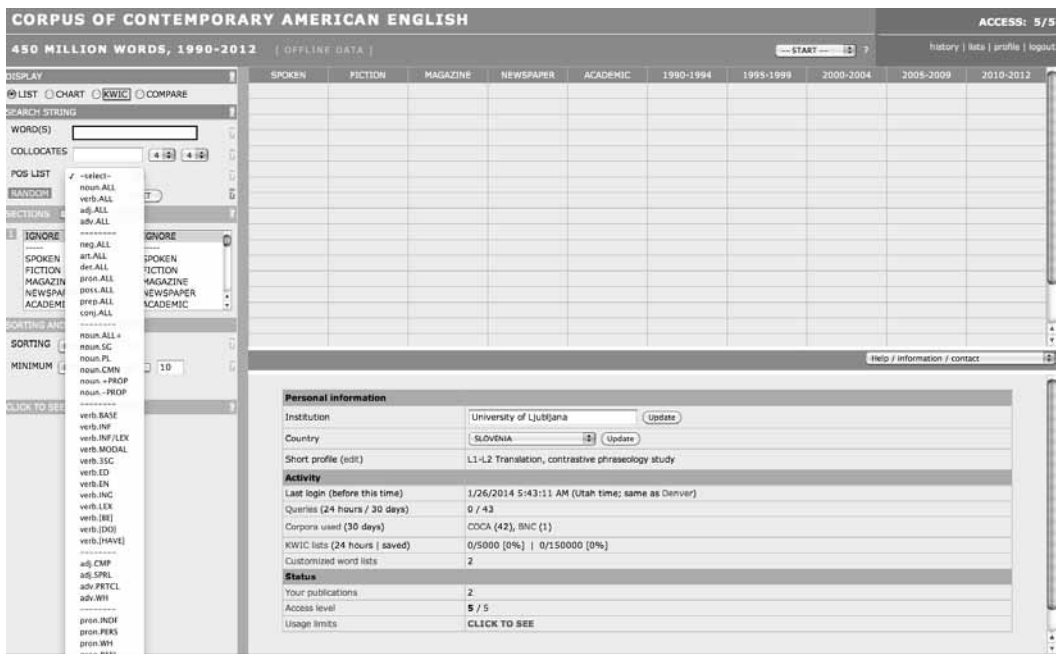 CORPUS OF CONTEMPORARY AMERICAN ENGLISH
ACCESS: 5/5
450 MILLION WORDS, 1990-2012 [ OFFLINE DATA ]
-- START -- ?
history | lists | profile | logout
DISPLAY ?
LIST CHART KWIC COMPARE
SEARCH STRING
WORD(S)
COLLOCATES 4 4
POS LIST
RANDOM
SECTIONS
1 IGNORE
-----
SPOKEN
FICTION
MAGAZIN
NEWSPAP
ACADEMI
IGNORE
-----
SPOKEN
FICTION
MAGAZINE
NEWSPAPER
ACADEMIC
SORTING AND
SORTING
MINIMUM 10
CLICK TO SEE ?
✓ -select-
noun.ALL
verb.ALL
adj.ALL
adv.ALL
--------
neg.ALL
art.ALL
det.ALL
pron.ALL
poss.ALL
prep.ALL
conj.ALL
--------
noun.ALL+
noun.SG
noun.PL
noun.CMN
noun.+PROP
noun.-PROP
--------
verb.BASE
verb.INF
verb.INF/LEX
verb.MODAL
verb.3SG
verb.ED
verb.EN
verb.ING
verb.LEX
verb.[BE]
verb.[DO]
verb.[HAVE]
--------
adj.CMP
adj.SPRL
adv.PRTCL
adv.WH
--------
pron.INDF
pron.PERS
pron.WH
SPOKEN FICTION MAGAZINE NEWSPAPER ACADEMIC 1990-1994 1995-1999 2000-2004 2005-2009 2010-2012
Help / information / contact
Personal information
Institution University of Ljubljana Update
Country SLOVENIA Update
Short profile (edit) L1-L2 Translation, contrastive phraseology study
Activity
Last login (before this time) 1/26/2014 5:43:11 AM (Utah time; same as Denver)
Queries (24 hours / 30 days) 0 / 43
Corpora used (30 days) COCA (42), BNC (1)
KWIC lists (24 hours | saved) 0/5000 [0%] | 0/150000 [0%]
Customized word lists 2
Status
Your publications 2
Access level 5 / 5
Usage limits CLICK TO SEE